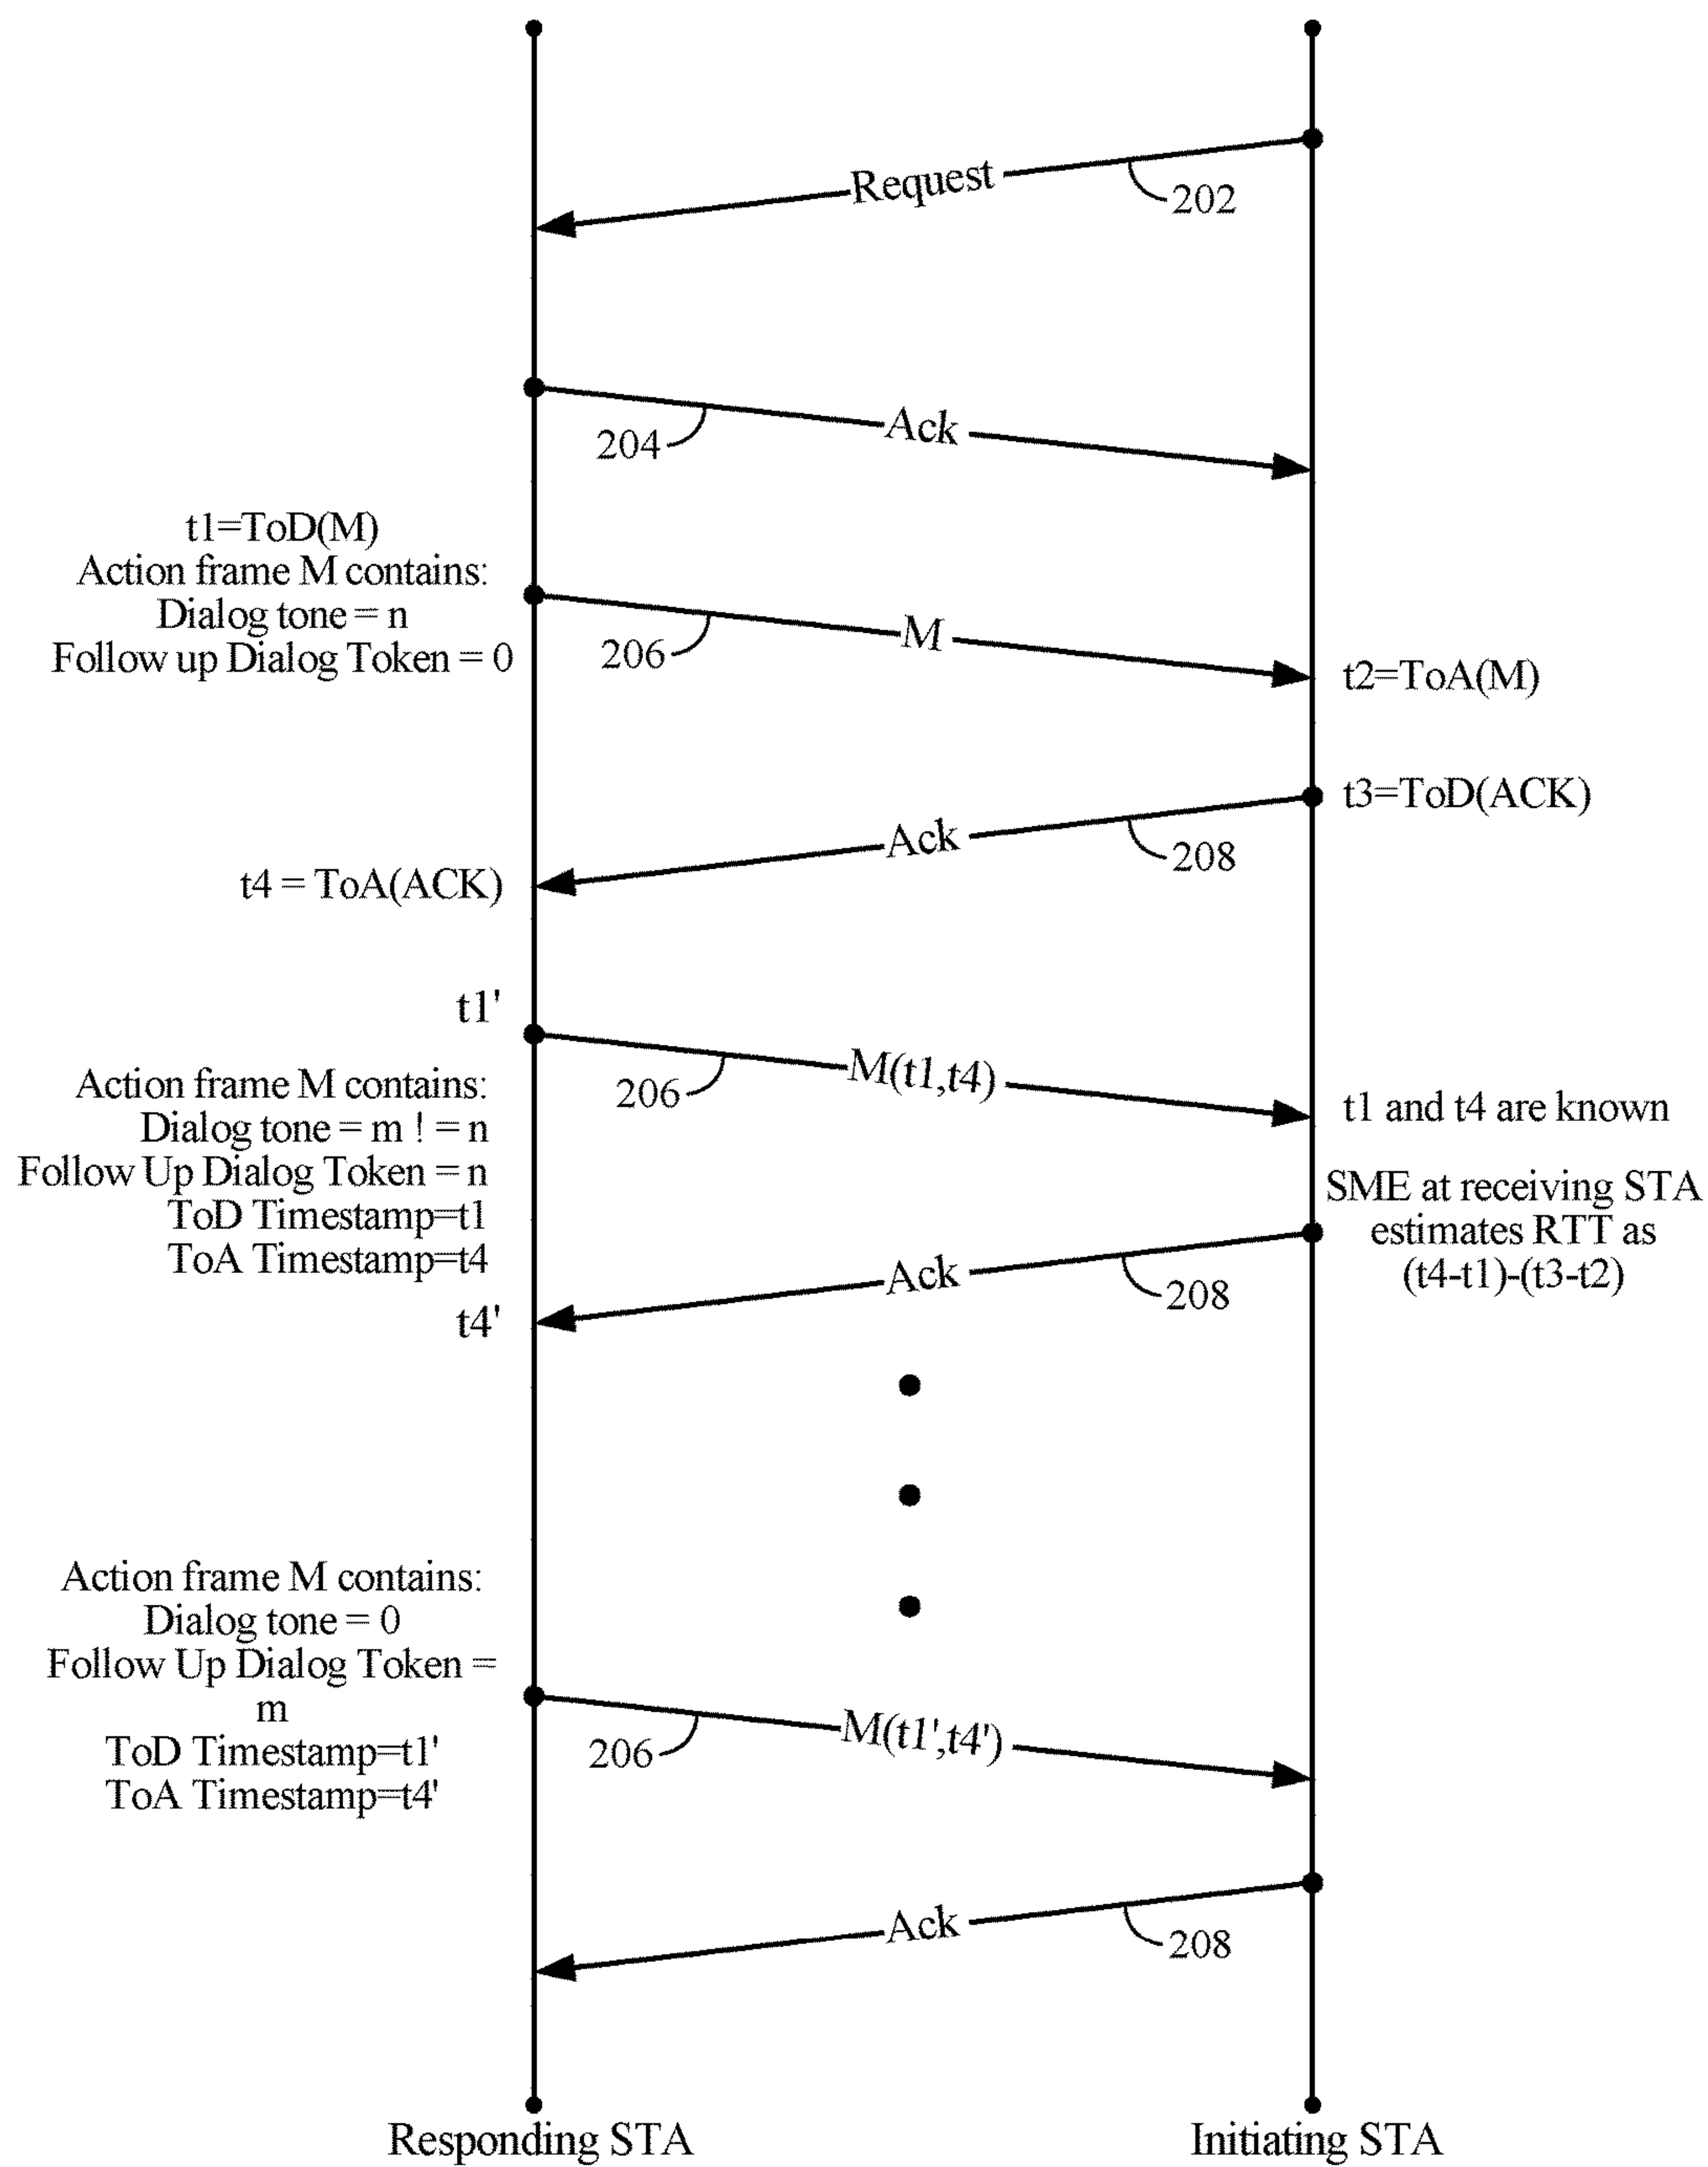 Request
202
Ack
204
t1=ToD(M)
Action frame M contains:
Dialog tone = n
Follow up Dialog Token = 0
M
206
t2=ToA(M)
t3=ToD(ACK)
Ack
208
t4 = ToA(ACK)
t1'
M(t1,t4)
206
Action frame M contains:
Dialog tone = m ! = n
Follow Up Dialog Token = n
ToD Timestamp=t1
ToA Timestamp=t4
t1 and t4 are known
SME at receiving STA
estimates RTT as
(t4-t1)-(t3-t2)
Ack
208
t4'
Action frame M contains:
Dialog tone = 0
Follow Up Dialog Token =
m
ToD Timestamp=t1'
ToA Timestamp=t4'
M(t1',t4')
206
Ack
208
Responding STA
Initiating STA